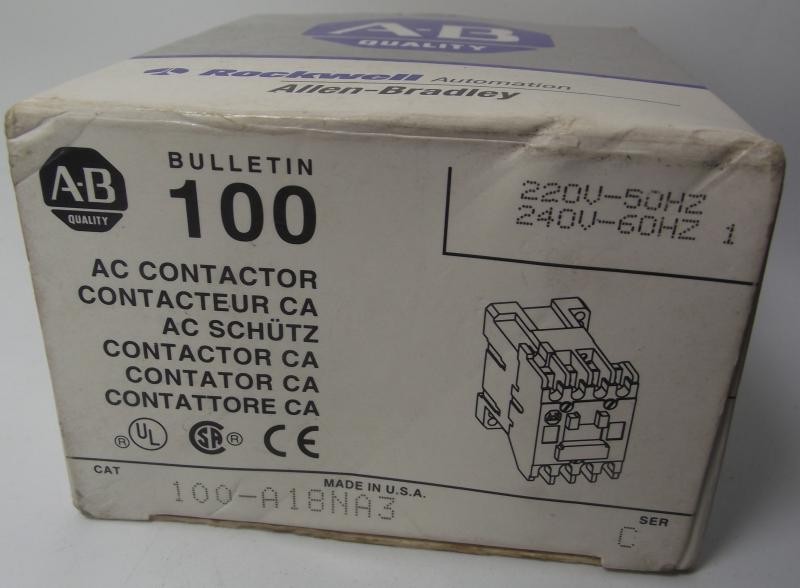 A-B
QUALITY
Rockwell Automation
Allen-Bradley
A-B
QUALITY
BULLETIN
100
220V-50HZ
240V-60HZ 1
AC CONTACTOR
CONTACTEUR CA
AC SCHÜTZ
CONTACTOR CA
CONTATOR CA
CONTATTORE CA
® UL SA ® CE
CAT
MADE IN U.S.A.
100-A18NA3
SER
C